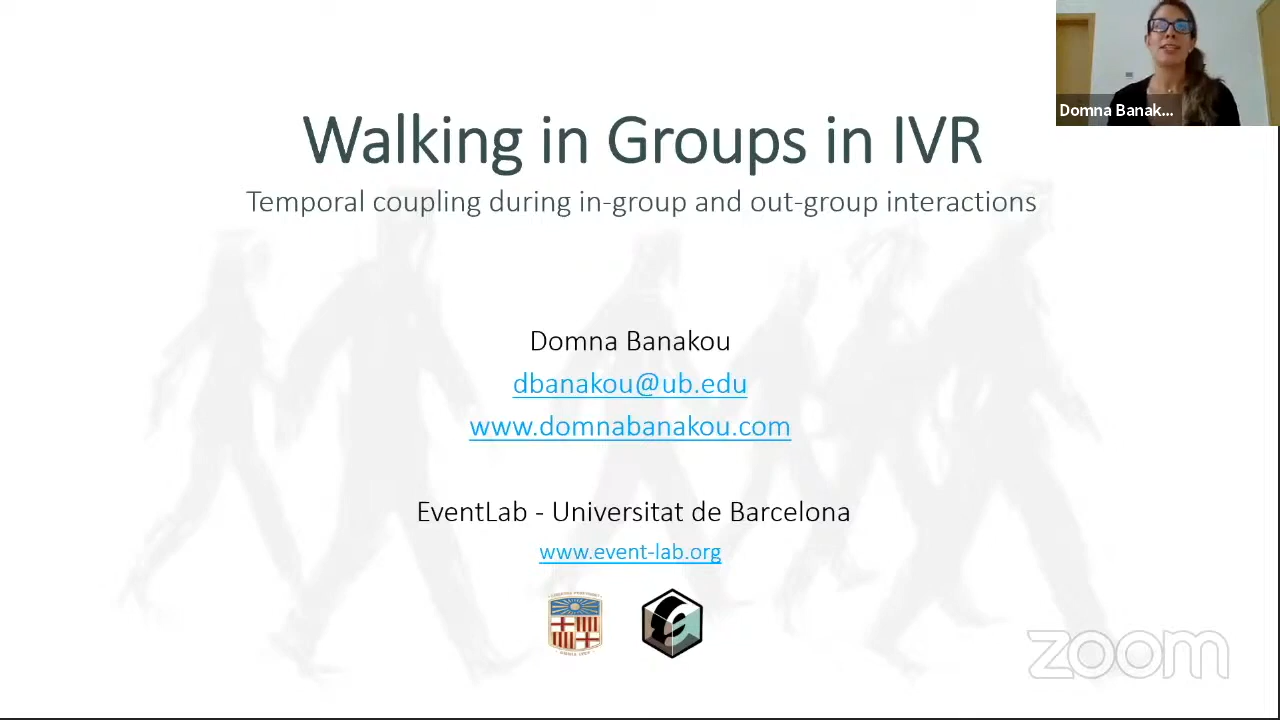 Walking in Groups in IVR
Temporal coupling during in-group and out-group interactions
Domna Banak...
Domna Banakou
dbanakou@ub.edu
www.domnabanakou.com
EventLab - Universitat de Barcelona
www.event-lab.org
zoom